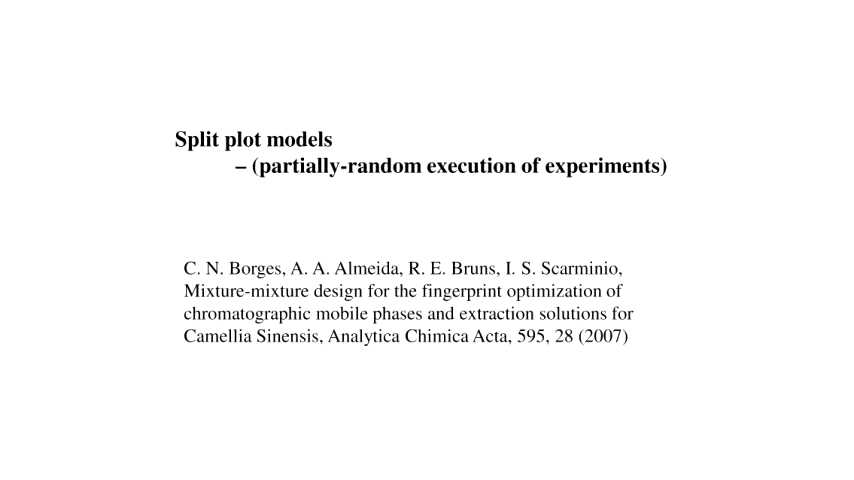 Split plot models
– (partially-random execution of experiments)
C. N. Borges, A. A. Almeida, R. E. Bruns, I. S. Scarminio,
Mixture-mixture design for the fingerprint optimization of
chromatographic mobile phases and extraction solutions for
Camellia Sinensis, Analytica Chimica Acta, 595, 28 (2007)